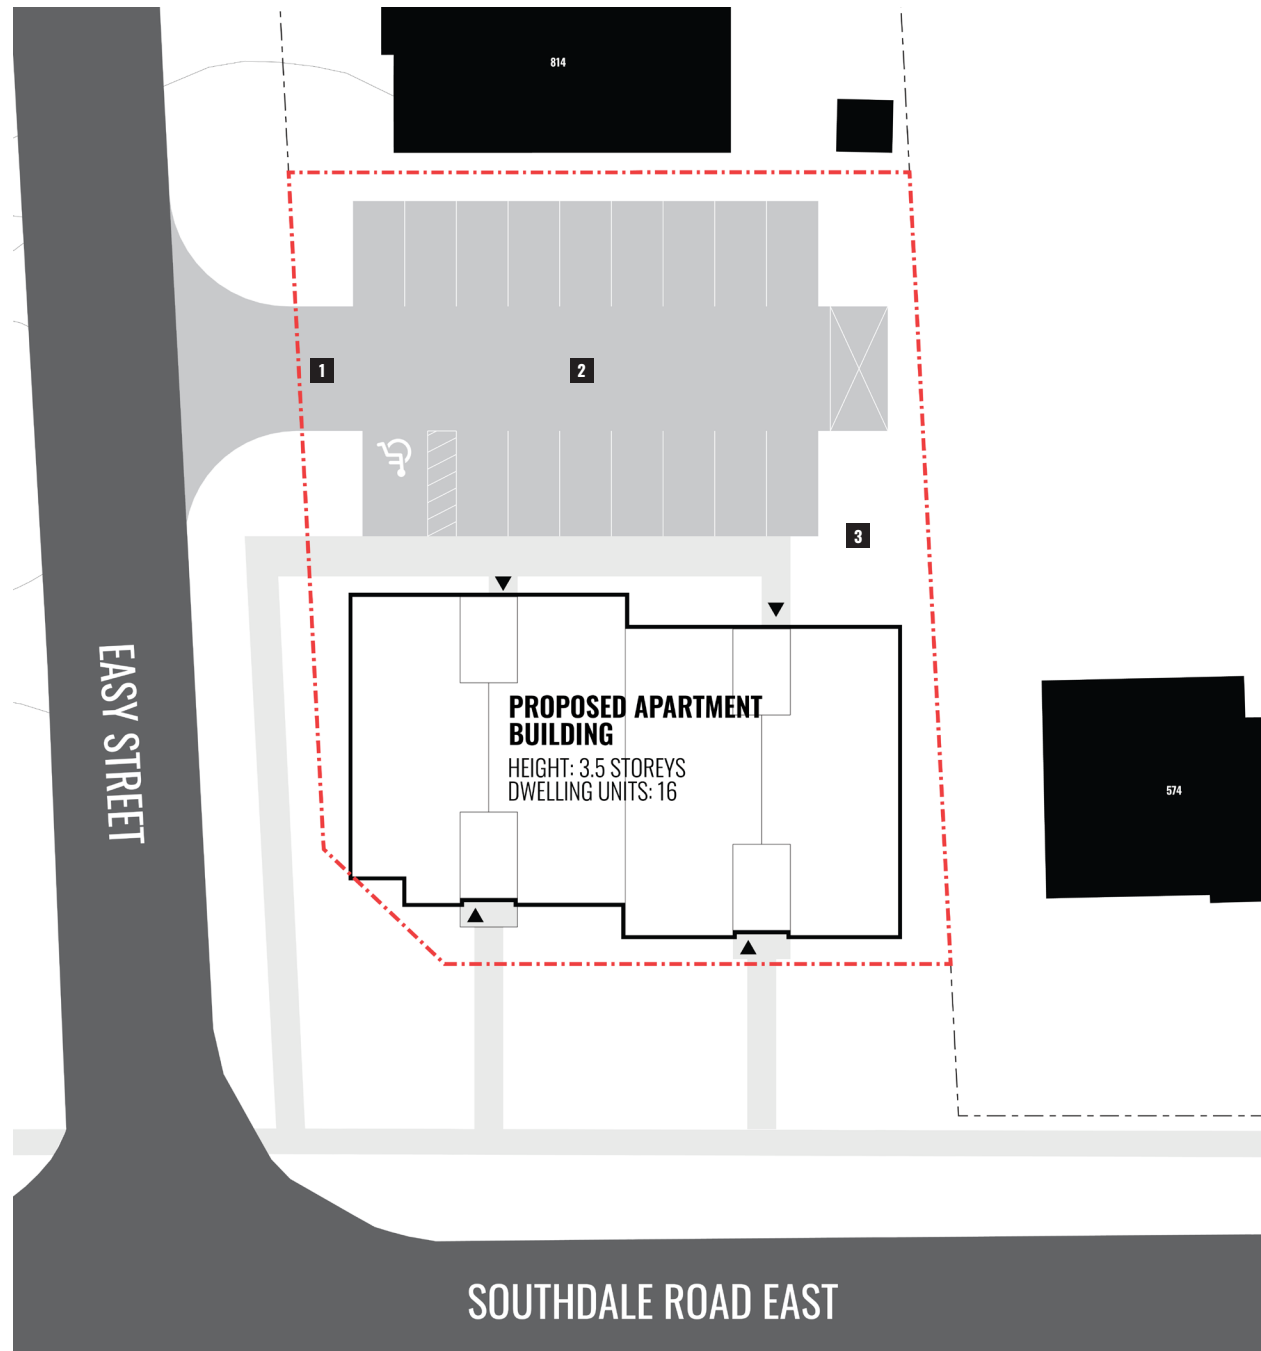 814
1
2
3
PROPOSED APARTMENT
BUILDING
HEIGHT: 3.5 STOREYS
DWELLING UNITS: 16
EASY STREET
574
SOUTHDALE ROAD EAST